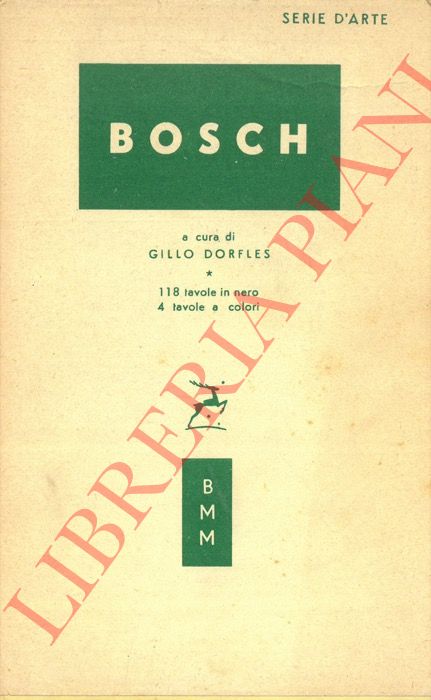 SERIE D'ARTE
BOSCH
a cura di
GILLO DORFLES
*
118 tavole in nero
4 tavole a colori
B
M
M
LIBRERIA PIANI